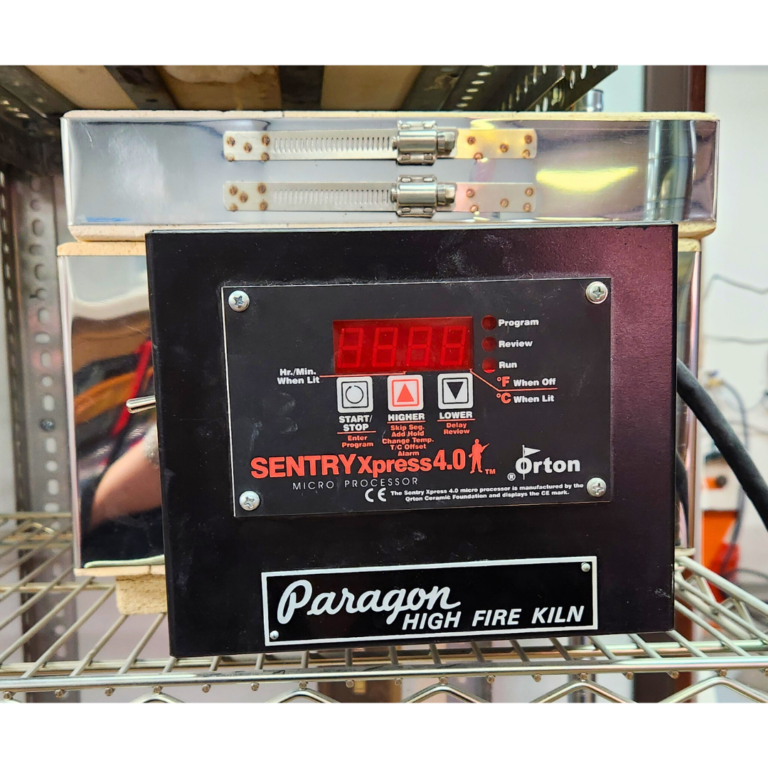 Program
Review
Run
Hr./Min.
When Lit
°F When Off
°C When Lit
START/
STOP
Enter
Program
HIGHER
Skip Seg.
Add Hold
Change Temp.
T/C Offset
Alarm
LOWER
Delay
Review
SENTRY Xpress 4.0 TM
MICRO PROCESSOR
Orton ®
CE The Sentry Xpress 4.0 micro processor is manufactured by the
Orton Ceramic Foundation and displays the CE mark.
Paragon
HIGH FIRE KILN